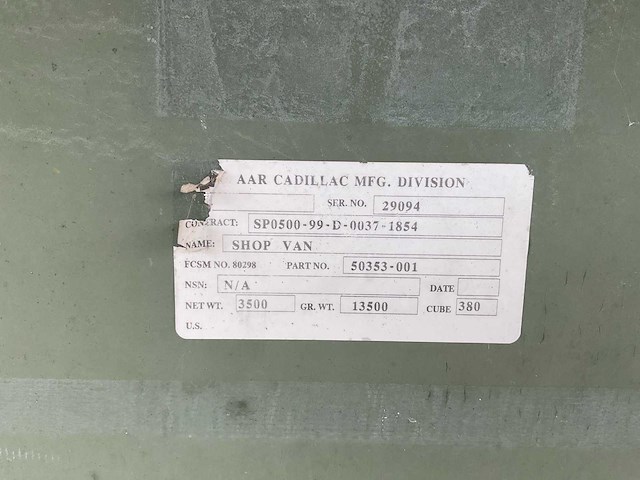 AAR CADILLAC MFG. DIVISION
SER. NO. 29094
CONTRACT: SP0500-99-D-0037-1854
NAME: SHOP VAN
FCSM NO. 80298 PART NO. 50353-001
NSN: N/A DATE
NET WT. 3500 GR. WT. 13500 CUBE 380
U.S.